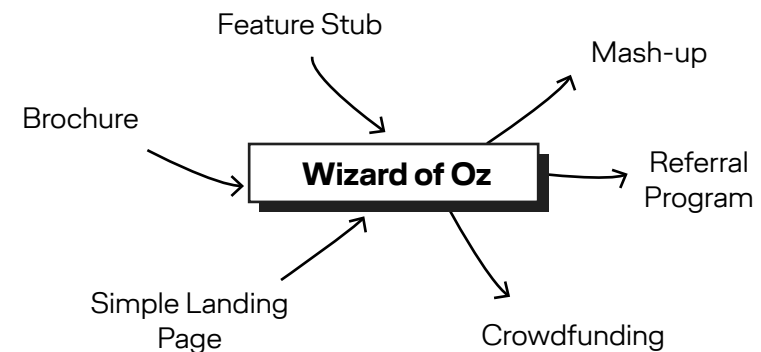 Feature Stub
Mash-up
Brochure
Wizard of Oz
Referral
Program
Simple Landing
Page
Crowdfunding